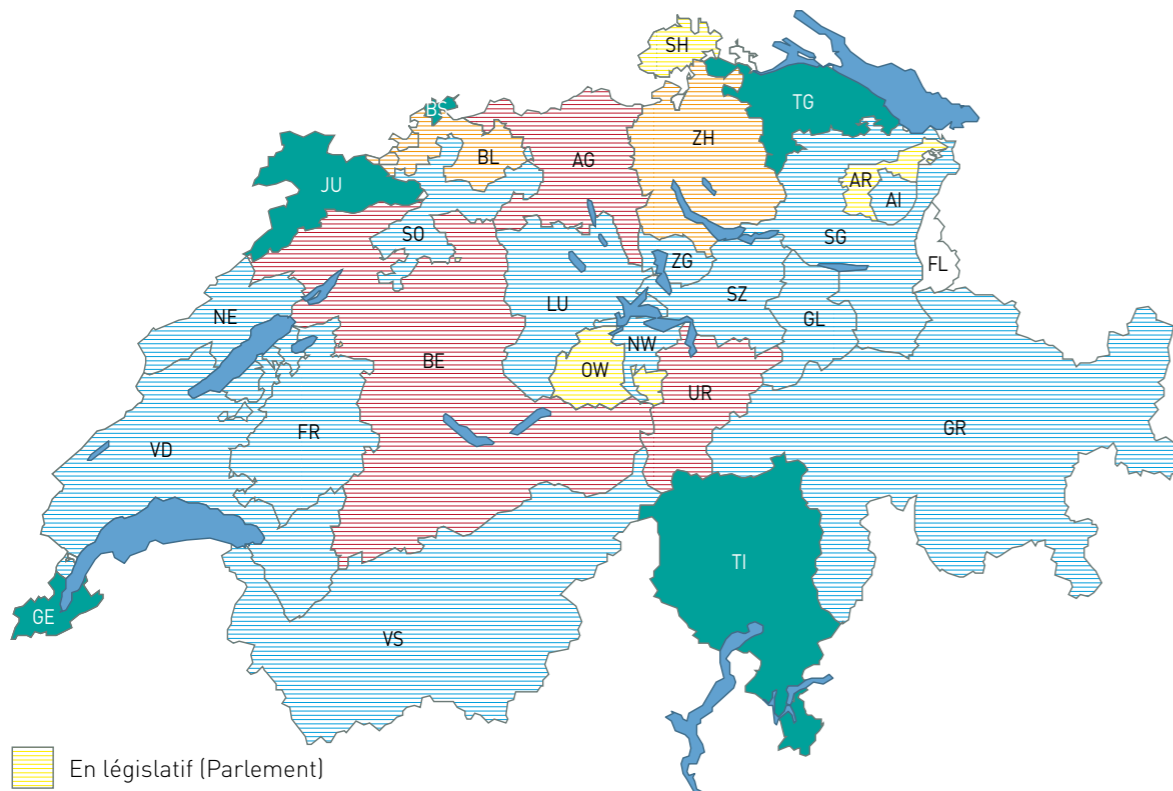 SH
BS
TG
ZH
BL
AG
JU
AR
AI
SO
SG
ZG
FL
SZ
LU
NE
GL
NW
BE
OW
UR
FR
GR
VD
TI
GE
VS
En législatif (Parlement)